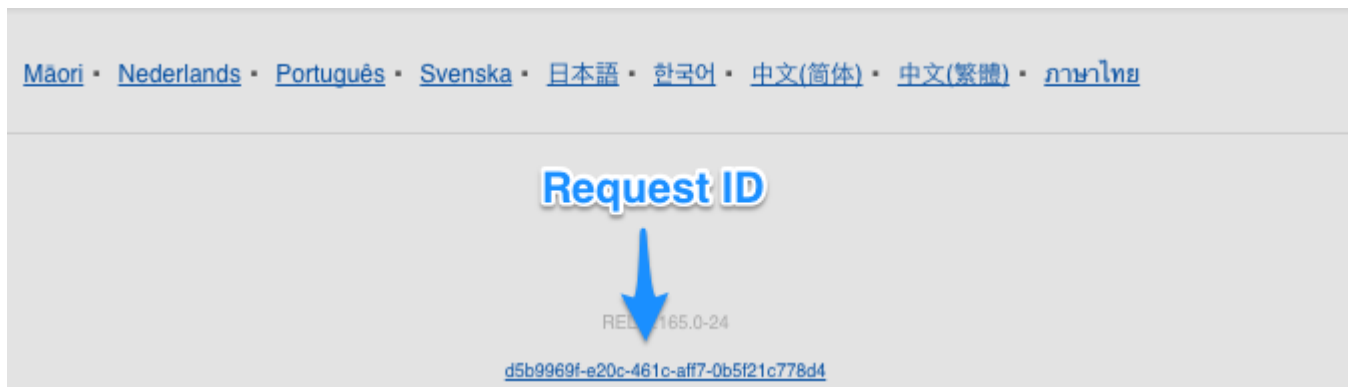 Māori ▪ Nederlands ▪ Português ▪ Svenska ▪ 日本語 ▪ 한국어 ▪ 中文(简体) ▪ 中文(繁體) ▪ ภาษาไทย
Request ID
165.0-24
d5b9969f-e20c-461c-aff7-0b5f21c778d4